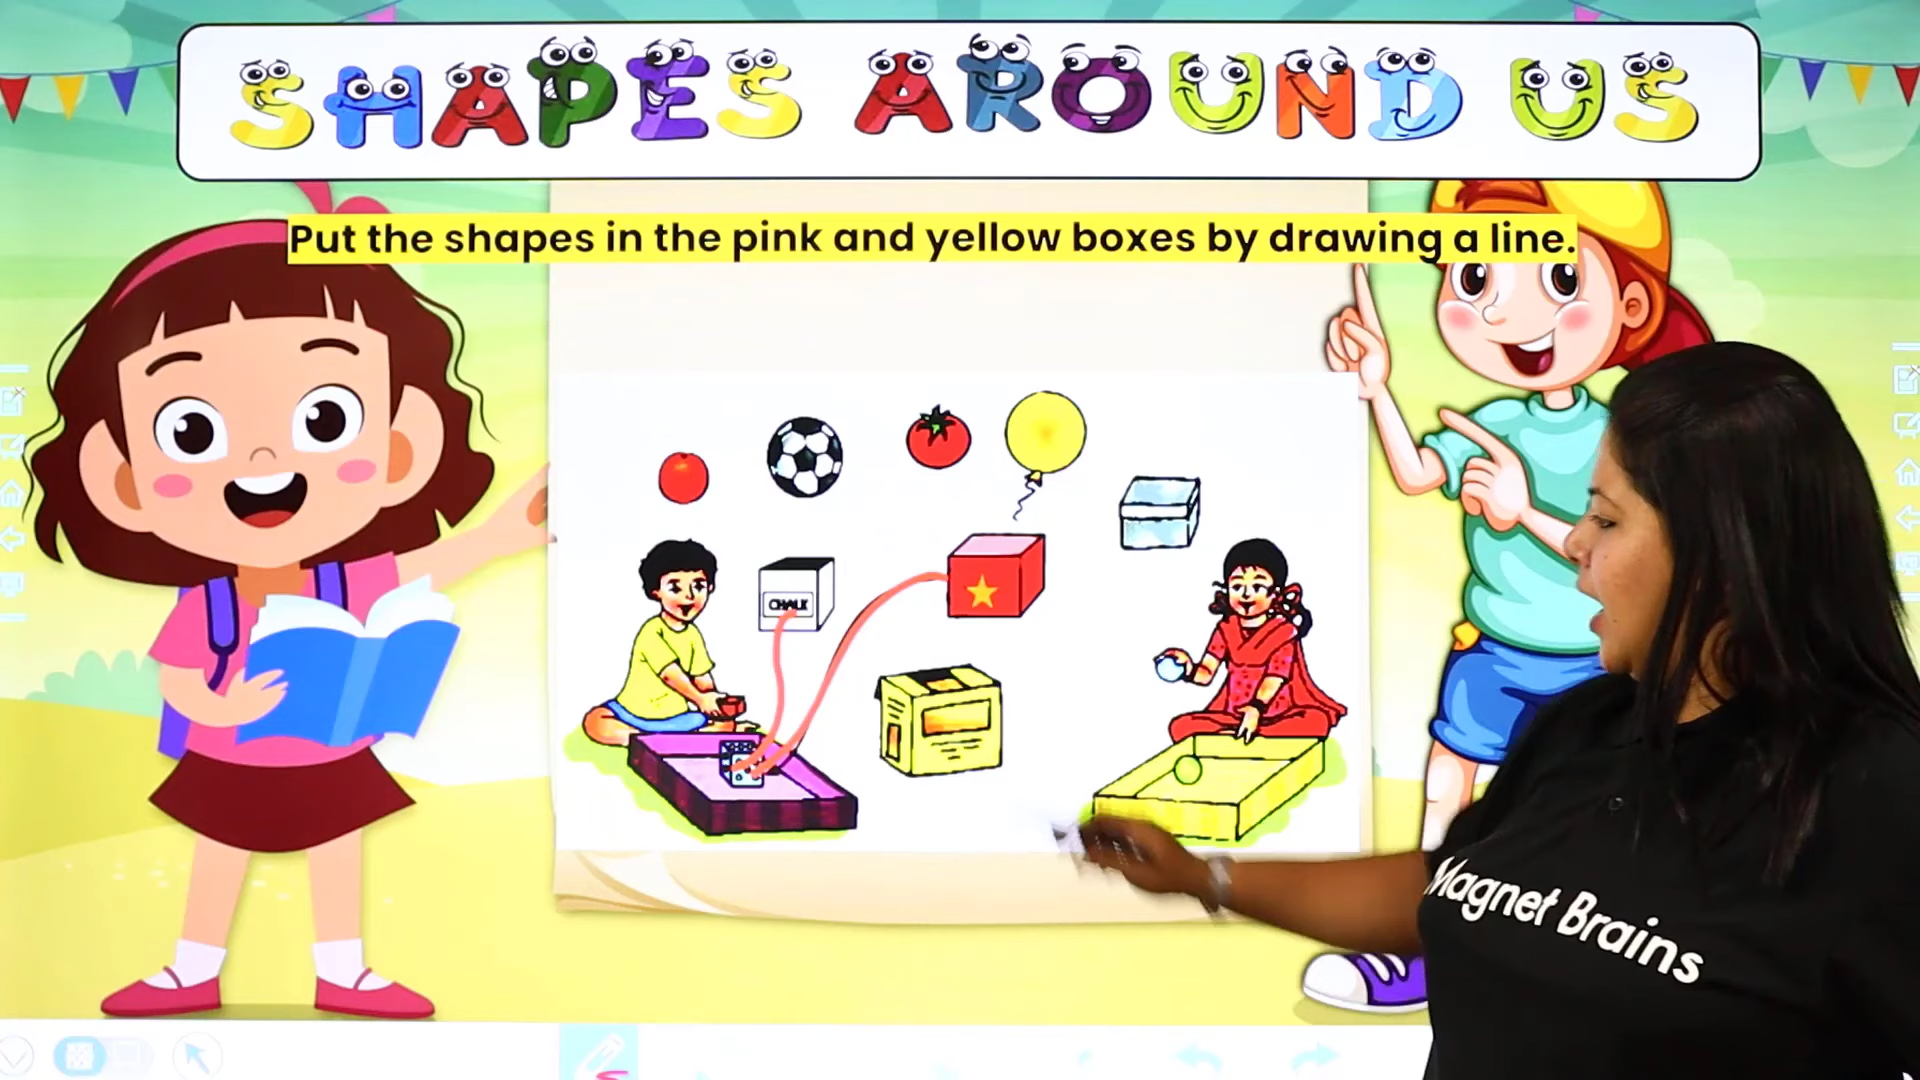 SHAPES AROUND US
Put the shapes in the pink and yellow boxes by drawing a line.
CHALK
Magnet Brains